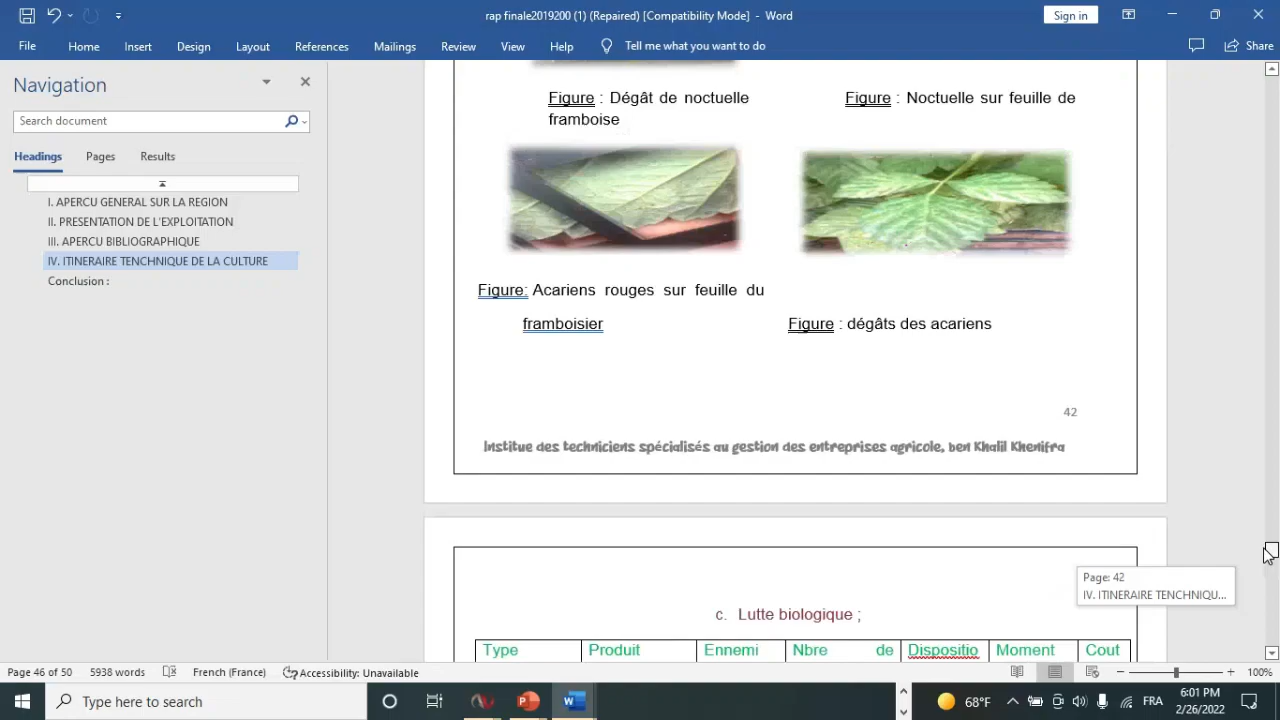 rap finale2019200 (1) (Repaired) [Compatibility Mode] - Word
Sign in
File Home Insert Design Layout References Mailings Review View Help Tell me what you want to do Share
Navigation
Search document
Headings Pages Results
I. APERCU GENERAL SUR LA REGION
II. PRESENTATION DE L'EXPLOITATION
III. APERCU BIBLIOGRAPHIQUE
IV. ITINERAIRE TENCHNIQUE DE LA CULTURE
Conclusion :
Figure : Dégât de noctuelle
framboise
Figure : Noctuelle sur feuille de
Figure: Acariens rouges sur feuille du
framboisier
Figure : dégâts des acariens
42
Institue des techniciens spécialisés au gestion des entreprises agricole, ben Khalil Khenifra
Page: 42
IV. ITINERAIRE TENCHNIQU...
c. Lutte biologique ;
Type Produit Ennemi Nbre de Dispositio Moment Cout
Page 46 of 50 5938 words French (France) Accessibility: Unavailable 100%
Type here to search
68°F FRA
6:01 PM
2/26/2022